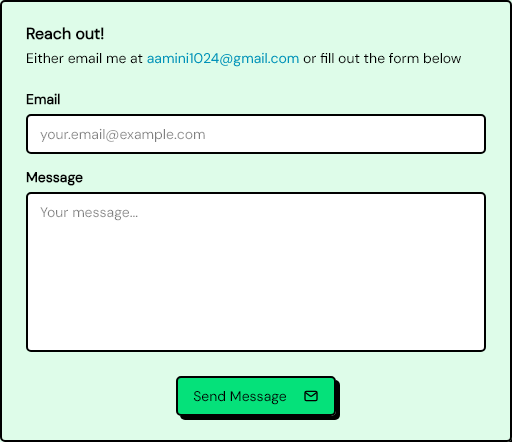 Reach out!
Either email me at aamini1024@gmail.com or fill out the form below
Email
your.email@example.com
Message
Your message...
Send Message